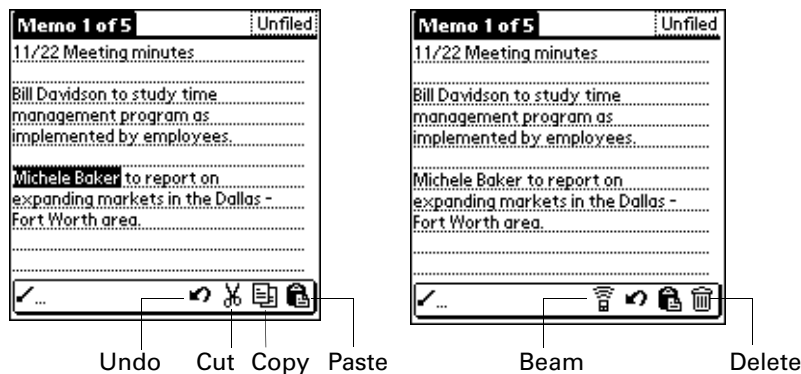 Memo 1 of 5
Unfiled
11/22 Meeting minutes
Bill Davidson to study time
management program as
implemented by employees.
Michele Baker to report on
expanding markets in the Dallas -
Fort Worth area.
...
Undo
Cut
Copy
Paste
Memo 1 of 5
Unfiled
11/22 Meeting minutes
Bill Davidson to study time
management program as
implemented by employees.
Michele Baker to report on
expanding markets in the Dallas -
Fort Worth area.
...
Beam
Delete